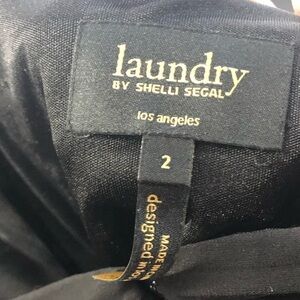 laundry
BY SHELLI SEGAL
los angeles
2
designed in
MADE IN